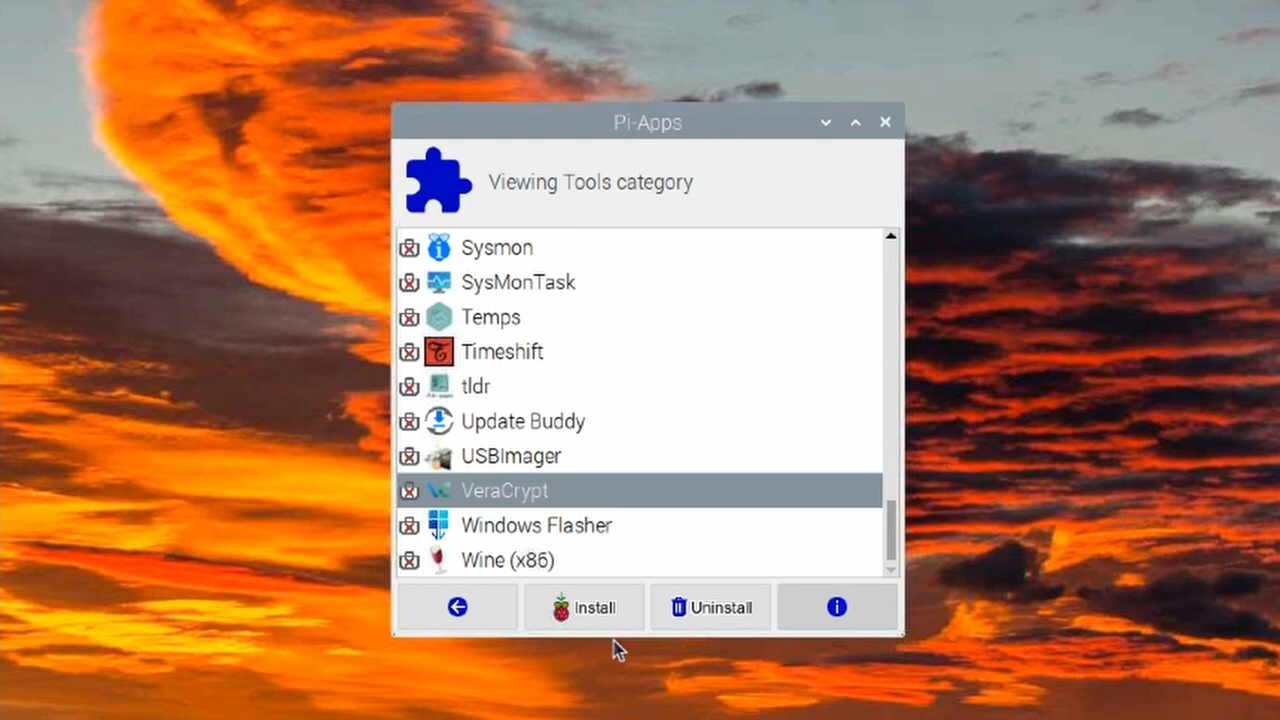 Pi-Apps
Viewing Tools category
Sysmon
SysMonTask
Temps
Timeshift
tldr
Update Buddy
USBImager
VeraCrypt
Windows Flasher
Wine (x86)
Install
Uninstall